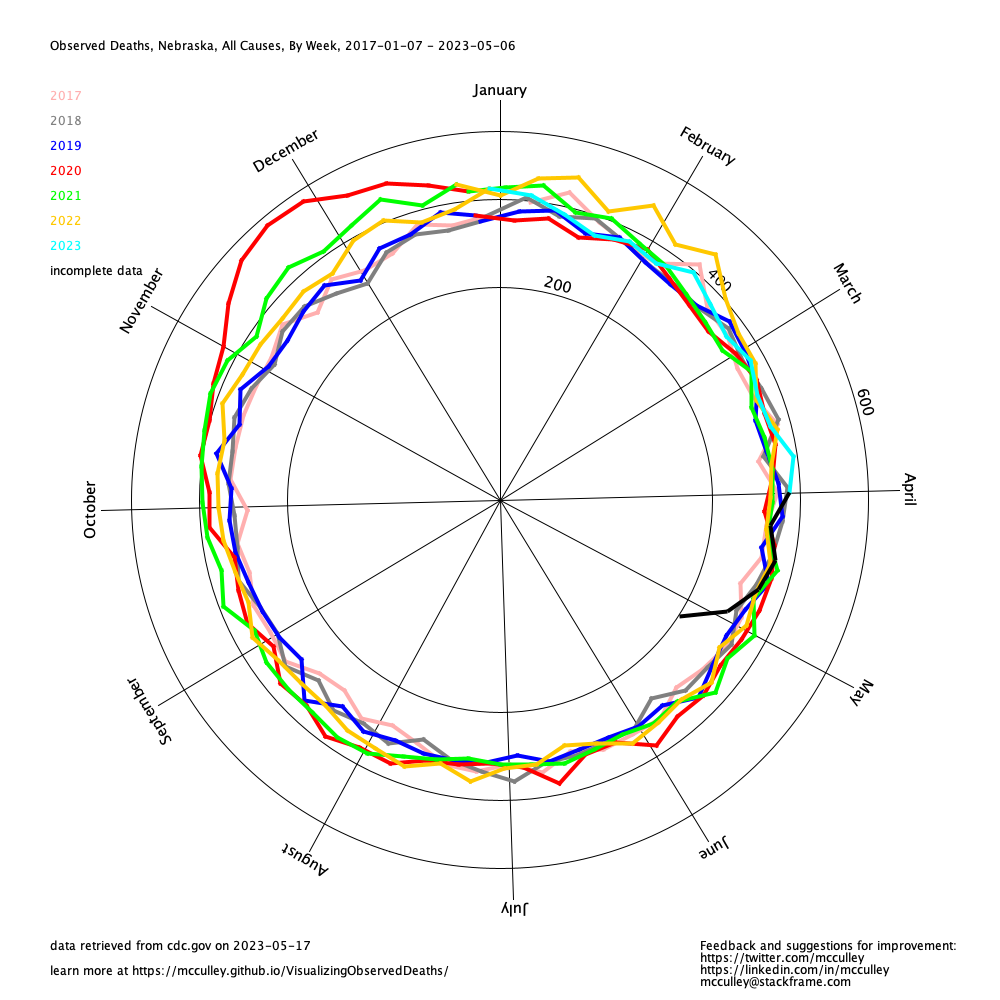 Observed Deaths, Nebraska, All Causes, By Week, 2017-01-07 - 2023-05-06
January
2017
2018
2019
2020
2021
2022
2023
incomplete data
December
February
November
March
200
400
600
October
April
September
May
August
June
July
data retrieved from cdc.gov on 2023-05-17
learn more at https://mcculley.github.io/VisualizingObservedDeaths/
Feedback and suggestions for improvement:
https://twitter.com/mcculley
https://linkedin.com/in/mcculley
mcculley@stackframe.com